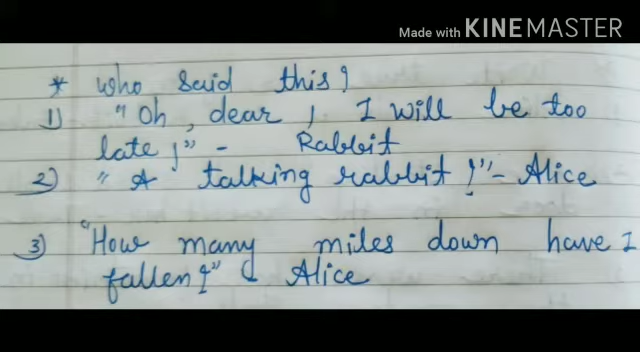 Made with KINEMASTER
* who said this?
1) "Oh, dear, I will be too
late!" - Rabbit
2) "A talking rabbit!" - Alice
3) "How many miles down have I
fallen?" Alice